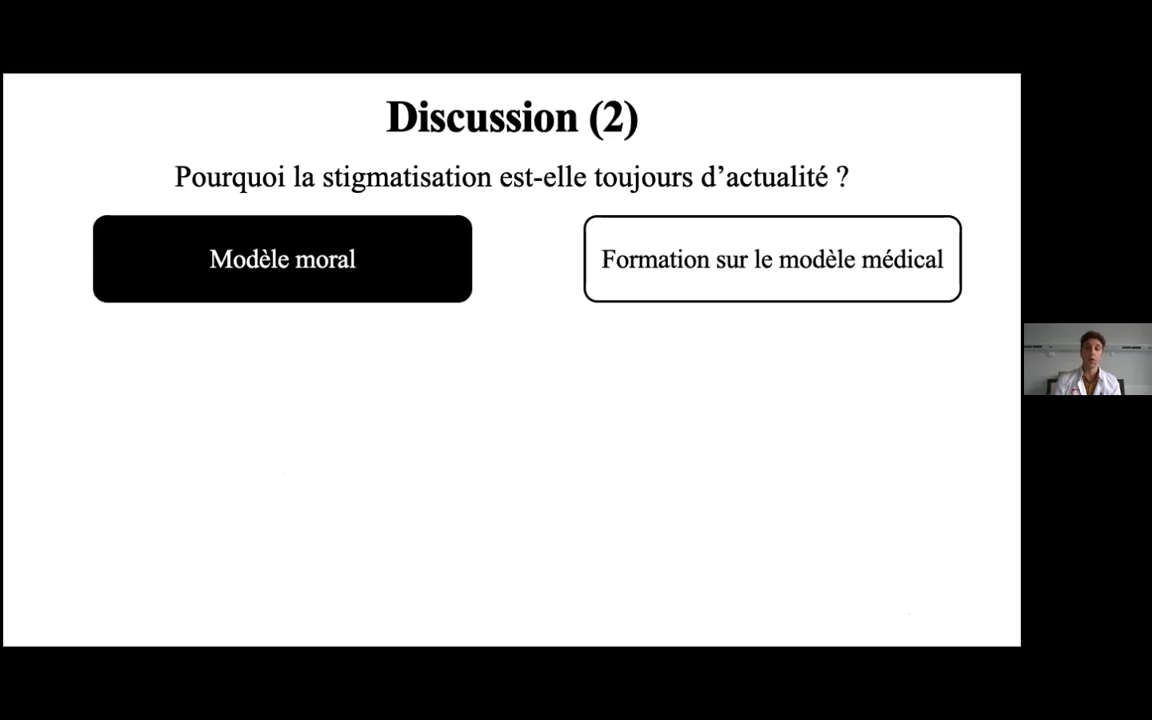 Discussion (2)
Pourquoi la stigmatisation est-elle toujours d’actualité ?
Modèle moral
Formation sur le modèle médical